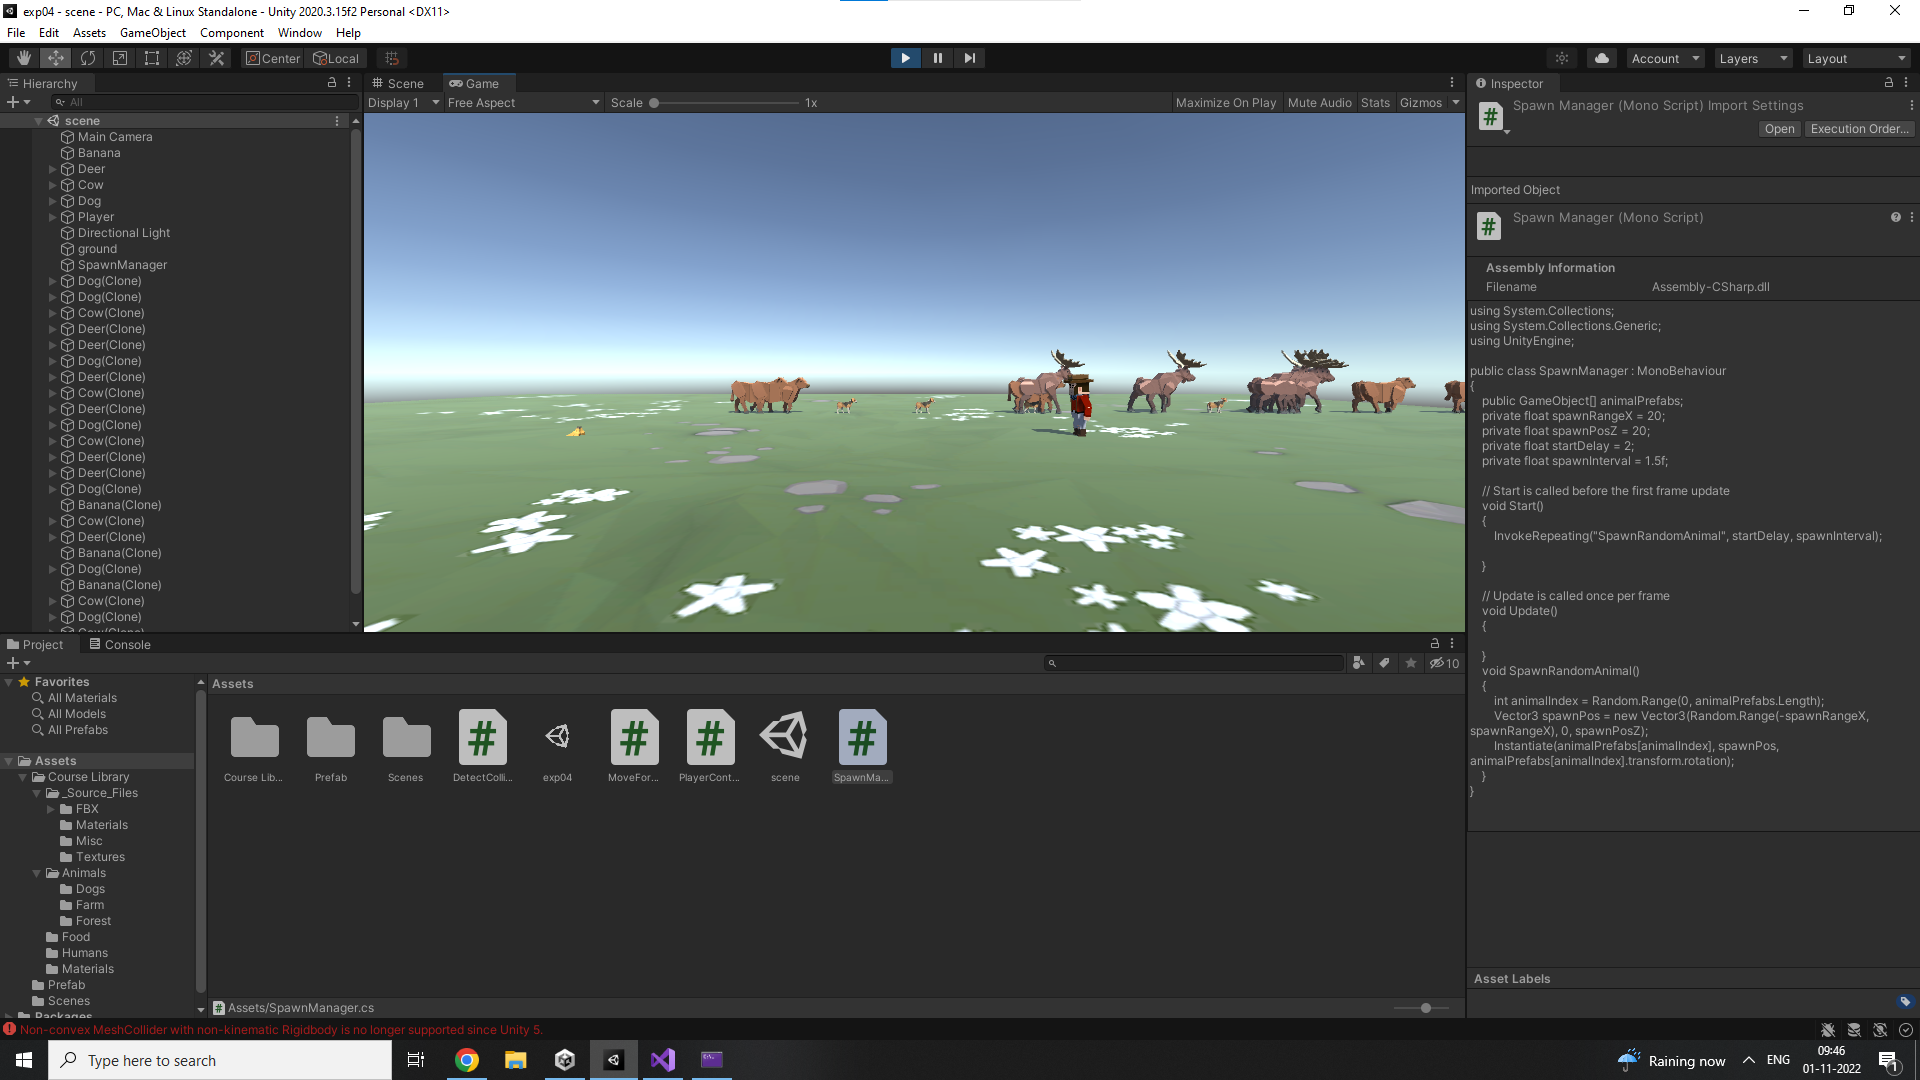 exp04 - scene - PC, Mac & Linux Standalone - Unity 2020.3.15f2 Personal <DX11>
File Edit Assets GameObject Component Window Help
Center Local
Account Layers Layout
Hierarchy
All
scene
Main Camera
Banana
Deer
Cow
Dog
Player
Directional Light
ground
SpawnManager
Dog(Clone)
Dog(Clone)
Cow(Clone)
Deer(Clone)
Deer(Clone)
Dog(Clone)
Deer(Clone)
Cow(Clone)
Deer(Clone)
Dog(Clone)
Cow(Clone)
Deer(Clone)
Deer(Clone)
Dog(Clone)
Banana(Clone)
Cow(Clone)
Deer(Clone)
Banana(Clone)
Dog(Clone)
Banana(Clone)
Cow(Clone)
Dog(Clone)
Cow(Clone)
Scene Game
Display 1 Free Aspect Scale 1x Maximize On Play Mute Audio Stats Gizmos
Inspector
Spawn Manager (Mono Script) Import Settings
Open Execution Order...
Imported Object
Spawn Manager (Mono Script)
Assembly Information
Filename Assembly-CSharp.dll
using System.Collections;
using System.Collections.Generic;
using UnityEngine;
public class SpawnManager : MonoBehaviour
{
public GameObject[] animalPrefabs;
private float spawnRangeX = 20;
private float spawnPosZ = 20;
private float startDelay = 2;
private float spawnInterval = 1.5f;
// Start is called before the first frame update
void Start()
{
InvokeRepeating("SpawnRandomAnimal", startDelay, spawnInterval);
}
// Update is called once per frame
void Update()
{
}
void SpawnRandomAnimal()
{
int animalIndex = Random.Range(0, animalPrefabs.Length);
Vector3 spawnPos = new Vector3(Random.Range(-spawnRangeX,
spawnRangeX), 0, spawnPosZ);
Instantiate(animalPrefabs[animalIndex], spawnPos,
animalPrefabs[animalIndex].transform.rotation);
}
}
Asset Labels
Project Console
10
Favorites
All Materials
All Models
All Prefabs
Assets
Course Library
_Source_Files
FBX
Materials
Misc
Textures
Animals
Dogs
Farm
Forest
Food
Humans
Materials
Prefab
Scenes
Packages
Assets
Course Lib... Prefab Scenes DetectColli... exp04 MoveFor... PlayerCont... scene SpawnMa...
Assets/SpawnManager.cs
Non-convex MeshCollider with non-kinematic Rigidbody is no longer supported since Unity 5.
Type here to search
Raining now ENG
09:46
01-11-2022
1